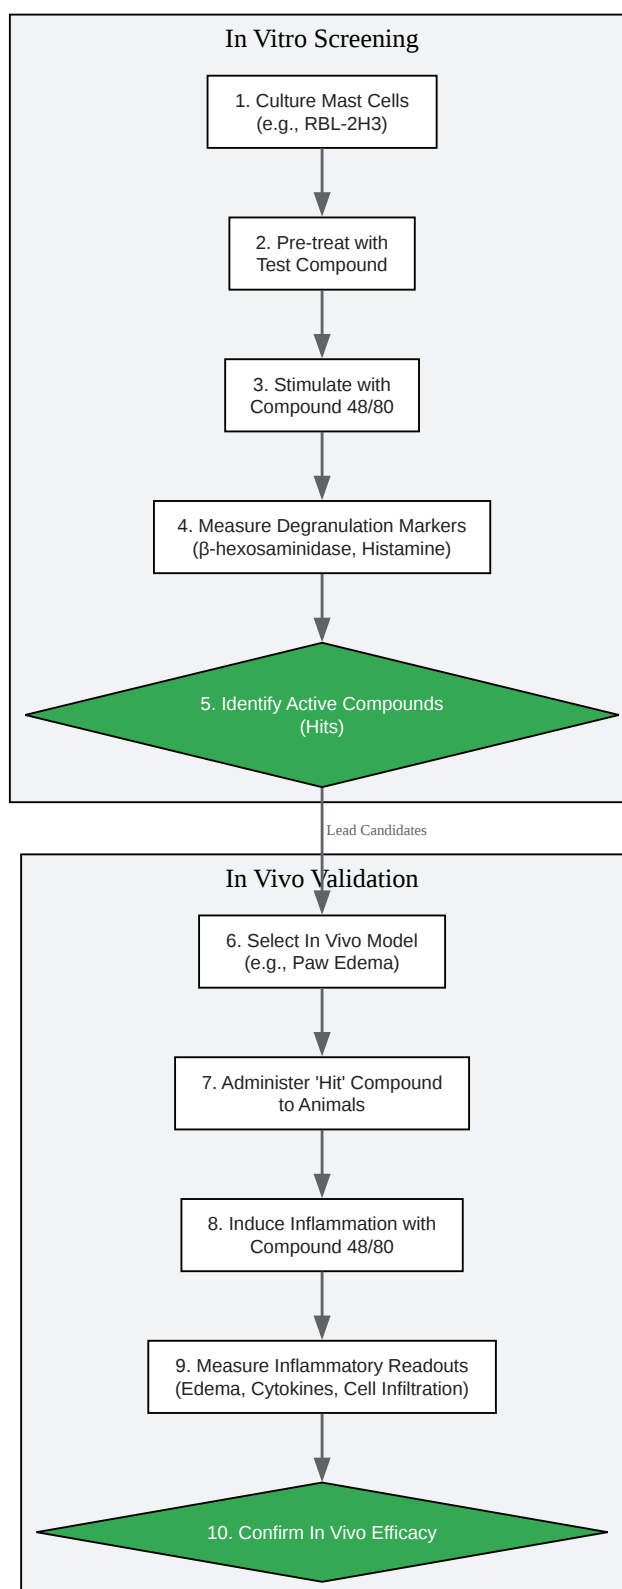 In Vitro Screening
1. Culture Mast Cells
(e.g., RBL-2H3)
2. Pre-treat with
Test Compound
3. Stimulate with
Compound 48/80
4. Measure Degranulation Markers
(β-hexosaminidase, Histamine)
5. Identify Active Compounds
(Hits)
Lead Candidates
In Vivo Validation
6. Select In Vivo Model
(e.g., Paw Edema)
7. Administer 'Hit' Compound
to Animals
8. Induce Inflammation with
Compound 48/80
9. Measure Inflammatory Readouts
(Edema, Cytokines, Cell Infiltration)
10. Confirm In Vivo Efficacy